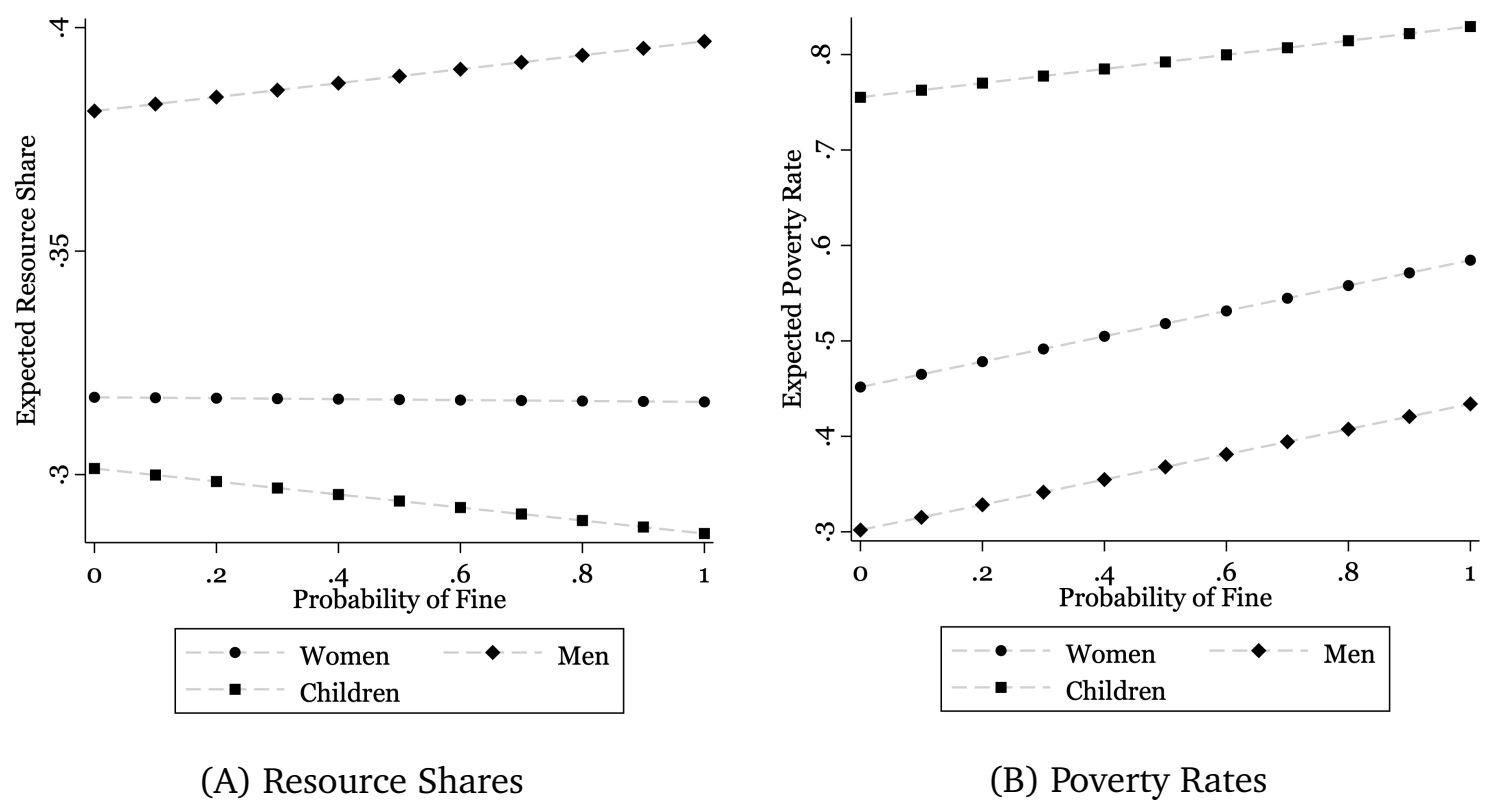 Expected Resource Share
.4
.35
.3
0 .2 .4 .6 .8 1
Probability of Fine
Women Men
Children
(A) Resource Shares
Expected Poverty Rate
.8
.7
.6
.5
.4
.3
0 .2 .4 .6 .8 1
Probability of Fine
Women Men
Children
(B) Poverty Rates